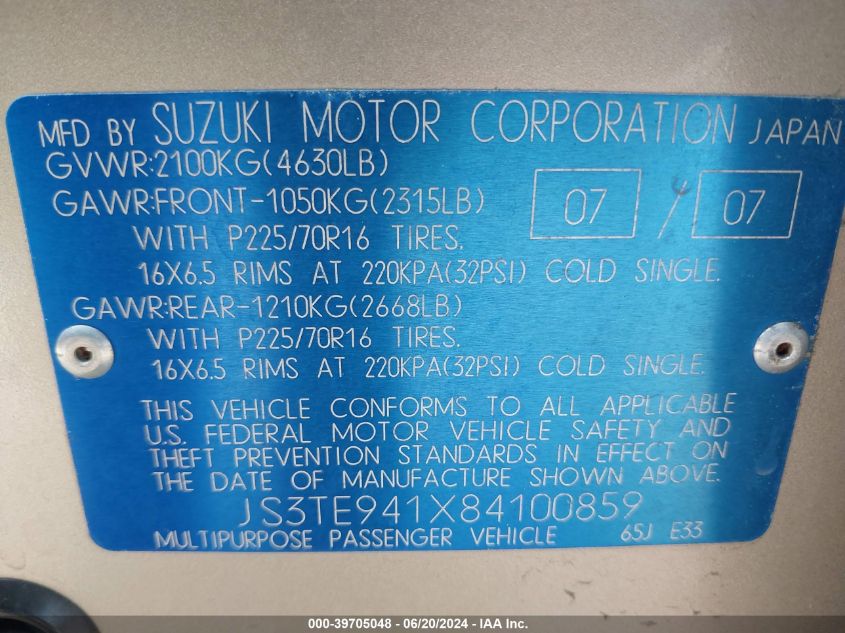 MFD BY SUZUKI MOTOR CORPORATION JAPAN
GVWR:2100KG(4630LB)
GAWR:FRONT-1050KG(2315LB) 07 / 07
WITH P225/70R16 TIRES.
16X6.5 RIMS AT 220KPA(32PSI) COLD SINGLE.
GAWR:REAR-1210KG(2668LB)
WITH P225/70R16 TIRES.
16X6.5 RIMS AT 220KPA(32PSI) COLD SINGLE.
THIS VEHICLE CONFORMS TO ALL APPLICABLE
U.S. FEDERAL MOTOR VEHICLE SAFETY AND
THEFT PREVENTION STANDARDS IN EFFECT ON
THE DATE OF MANUFACTURE SHOWN ABOVE.
JS3TE941X84100859
MULTIPURPOSE PASSENGER VEHICLE 65J E33
000-39705048 - 06/20/2024 - IAA Inc.